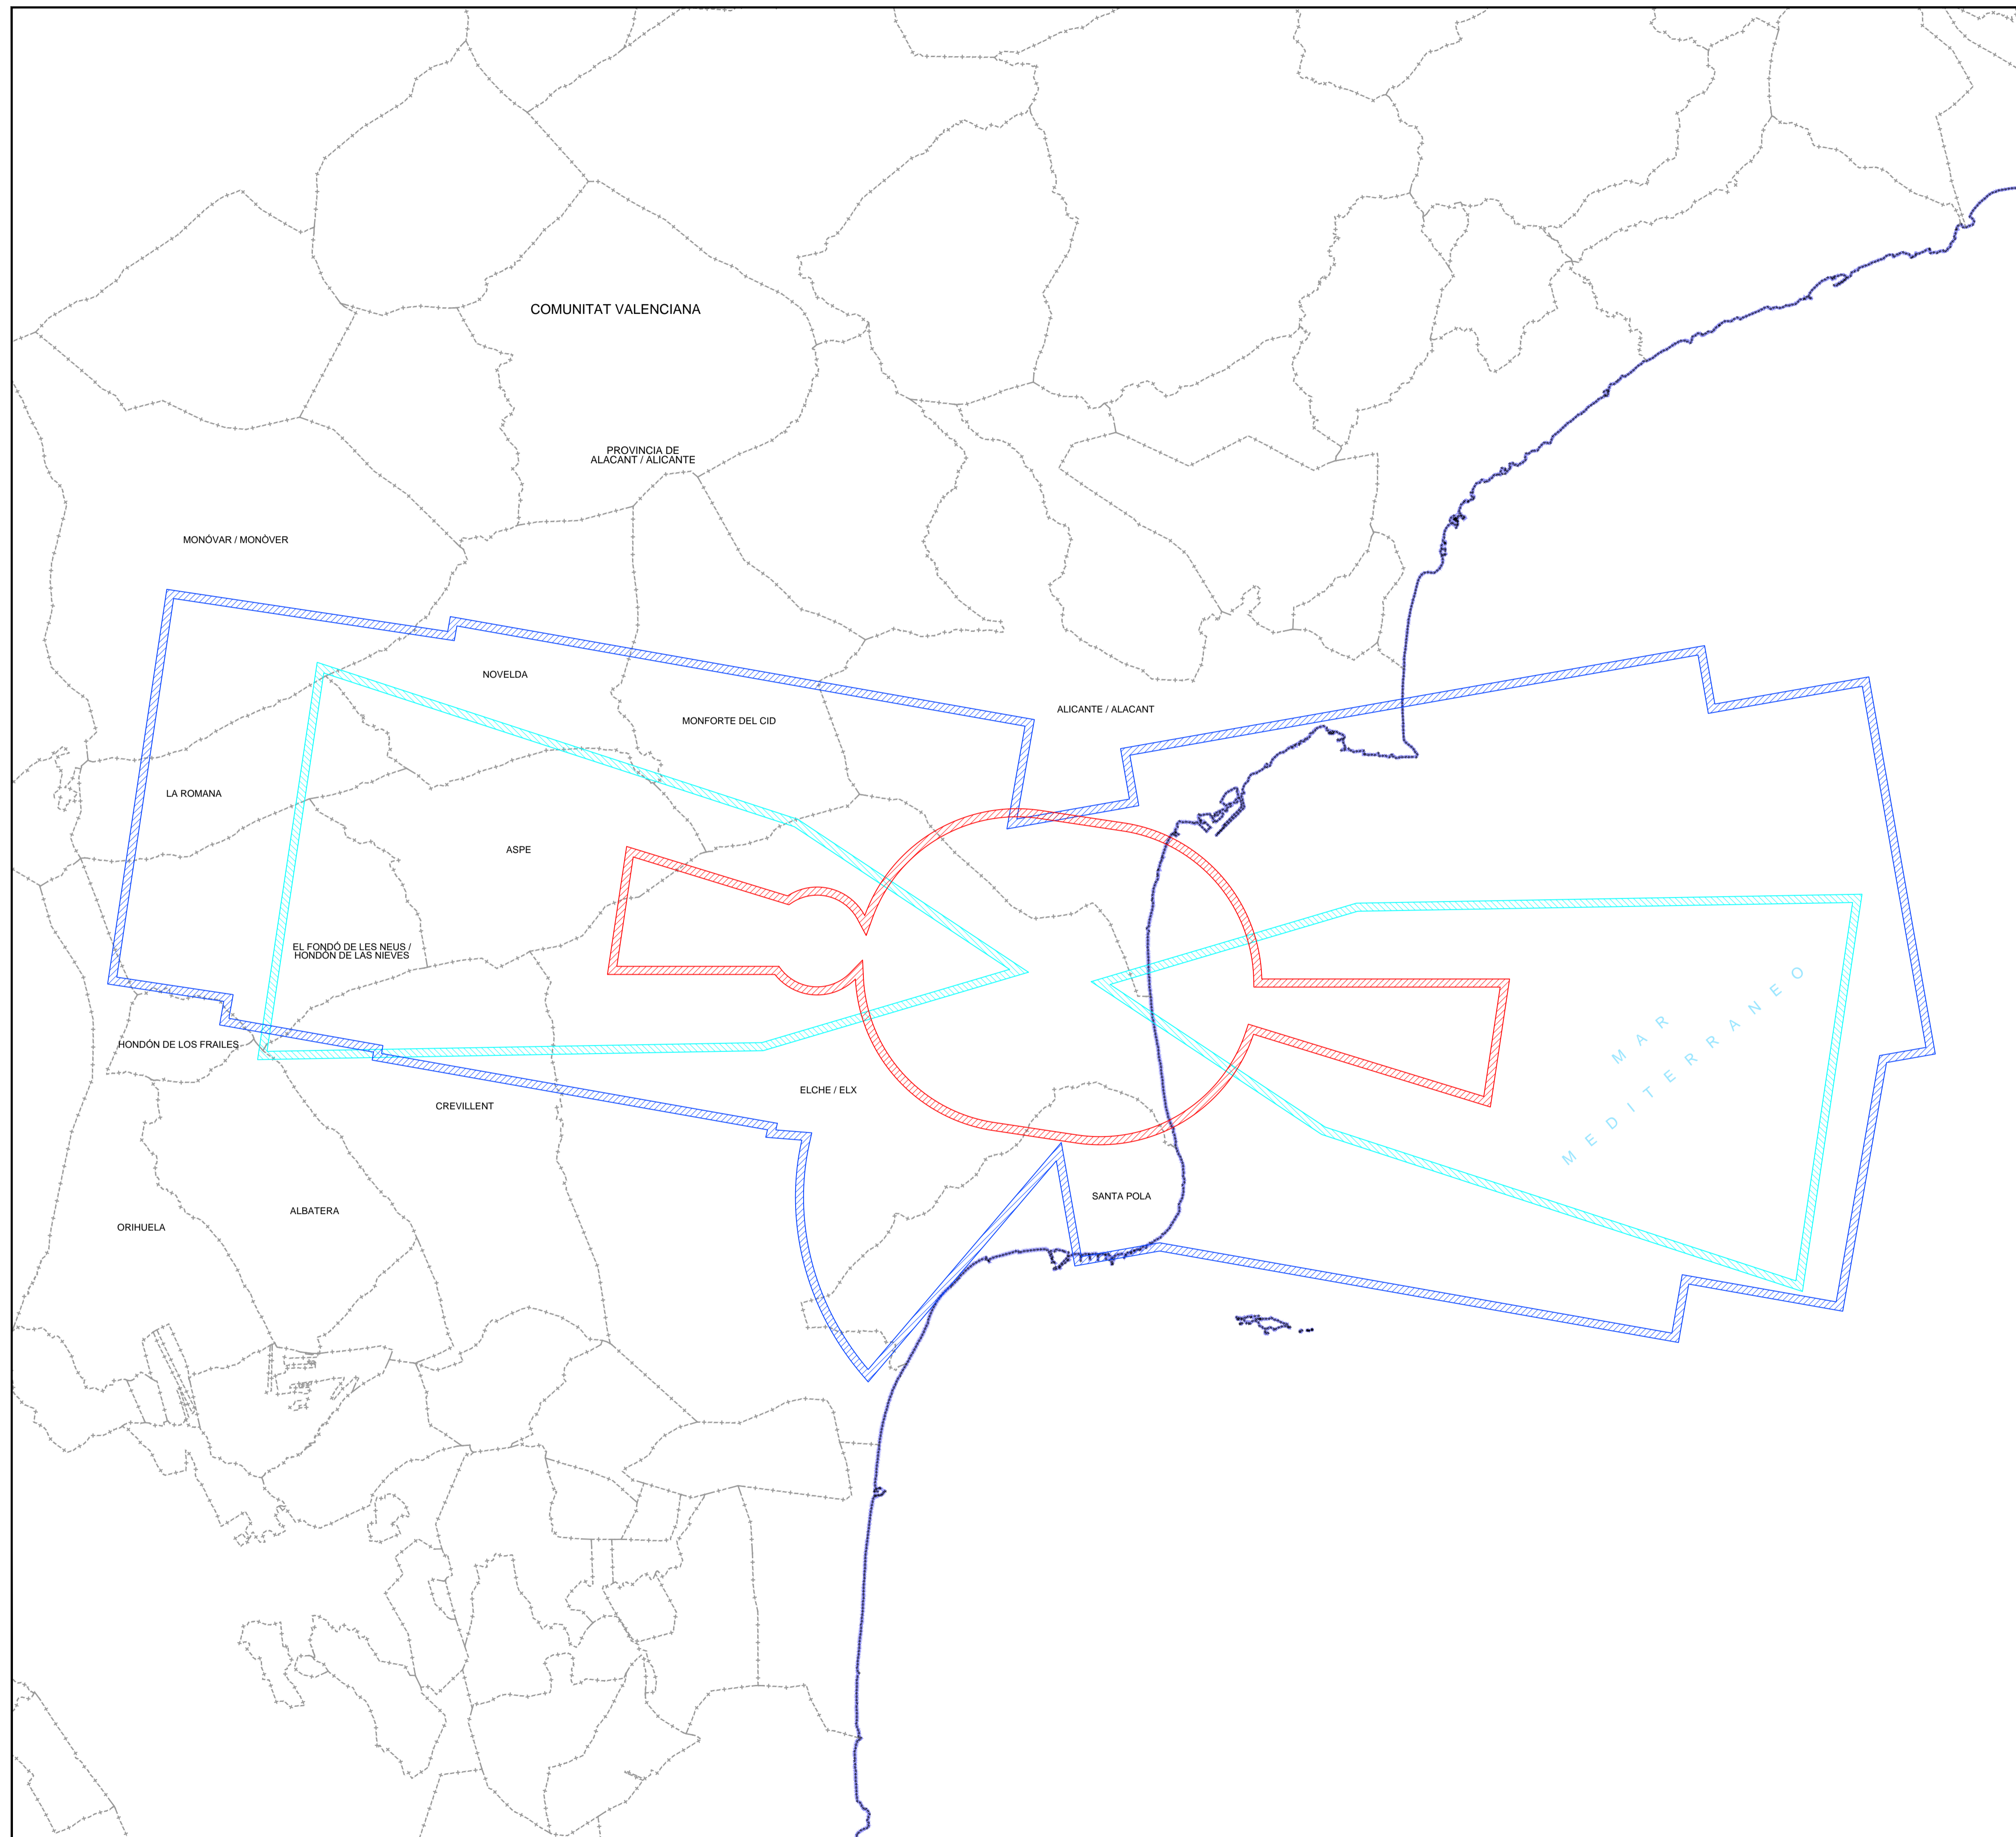 COMUNITAT VALENCIANA
PROVINCIA DE
ALACANT / ALICANTE
MONÓVAR / MONÒVER
NOVELDA
MONFORTE DEL CID
ALICANTE / ALACANT
LA ROMANA
ASPE
EL FONDÓ DE LES NEUS /
HONDÓN DE LAS NIEVES
HONDÓN DE LOS FRAILES
CREVILLENT
ELCHE / ELX
SANTA POLA
ALBATERA
ORIHUELA
MAR
MEDITERRANEO